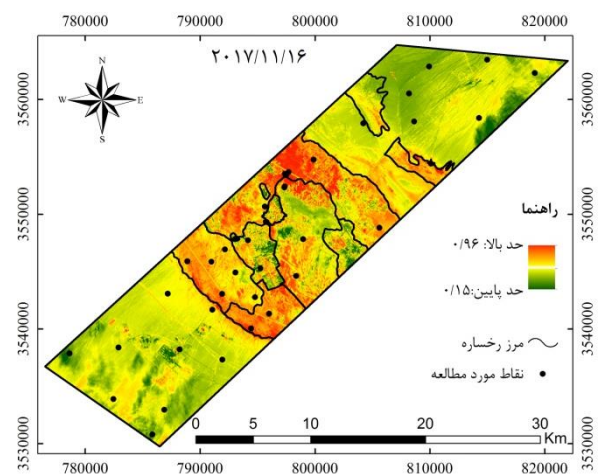 780000 790000 800000 810000 820000
۲۰۱۷/۱۱/۱۶
N
W E
S
3560000 3560000
3550000 3550000
راهنما
حد بالا: ۰/۹۶
حد پایین:۰/۱۵
3540000 3540000
مرز رخساره
نقاط مورد مطالعه
0 5 10 20 30
Km
3530000 3530000
780000 790000 800000 810000 820000